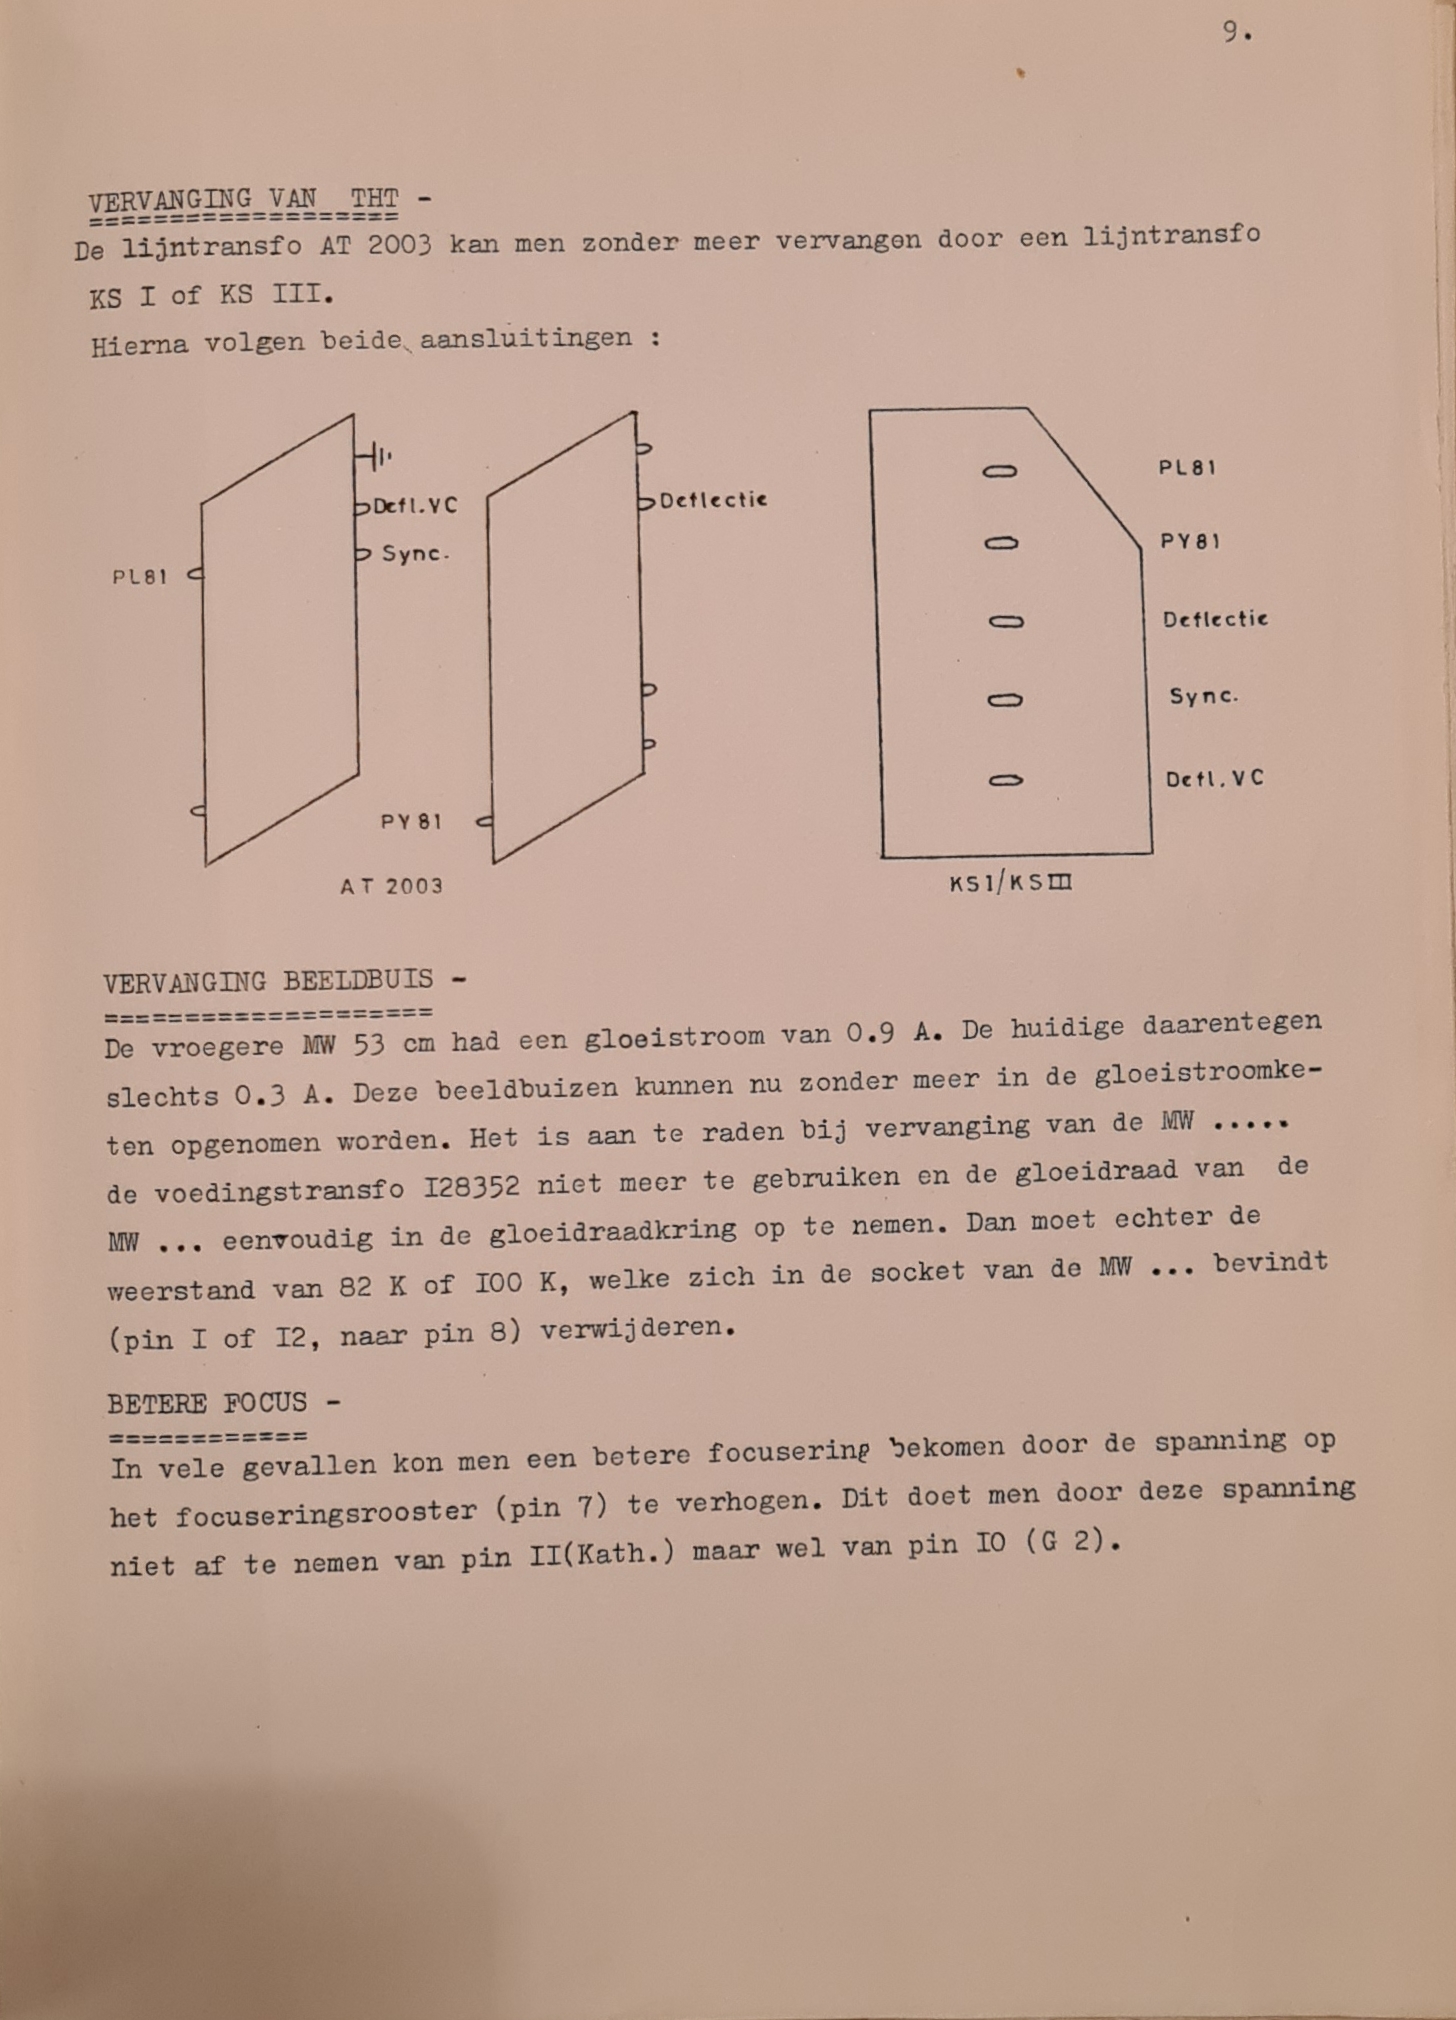 9.
VERVANGING VAN THT -
===================
De lijntransfo AT 2003 kan men zonder meer vervangen door een lijntransfo
KS I of KS III.
Hierna volgen beide aansluitingen :
Defl.VC
Sync.
PL81
Deflectie
PY 81
AT 2003
PL81
PY81
Deflectie
Sync.
Defl.VC
KS1/KSIII
VERVANGING BEELDBUIS -
=====================
De vroegere MW 53 cm had een gloeistroom van 0.9 A. De huidige daarentegen
slechts 0.3 A. Deze beeldbuizen kunnen nu zonder meer in de gloeistroomke-
ten opgenomen worden. Het is aan te raden bij vervanging van de MW .....
de voedingstransfo I28352 niet meer te gebruiken en de gloeidraad van de
MW ... eenvoudig in de gloeidraadkring op te nemen. Dan moet echter de
weerstand van 82 K of I00 K, welke zich in de socket van de MW ... bevindt
(pin I of I2, naar pin 8) verwijderen.
BETERE FOCUS -
============
In vele gevallen kon men een betere focusering bekomen door de spanning op
het focuseringsrooster (pin 7) te verhogen. Dit doet men door deze spanning
niet af te nemen van pin II(Kath.) maar wel van pin IO (G 2).